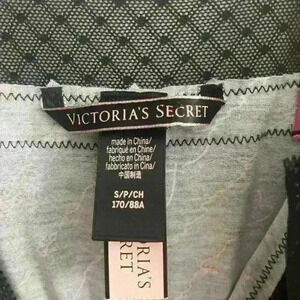 VICTORIA'S SECRET
made in China/
fabriqué en Chine/
hecho en China/
fabbricato in Cina/
中国制造
S/P/CH
170/88A
RIA'S
CRET